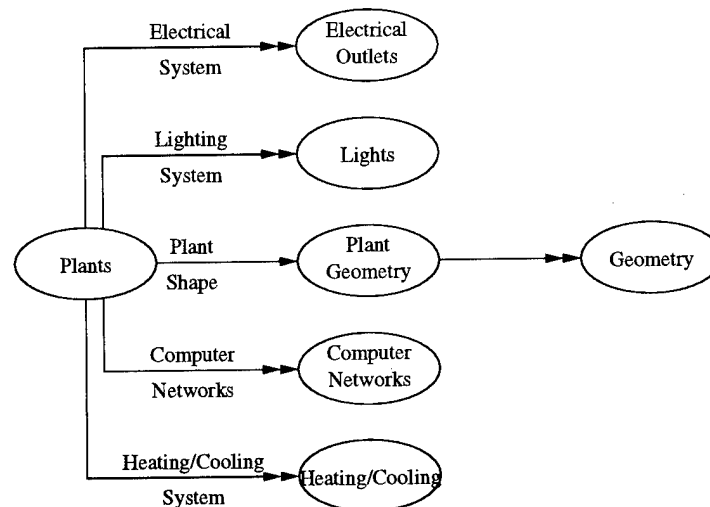 Electrical
System
Electrical
Outlets
Lighting
System
Lights
Plants
Plant
Shape
Plant
Geometry
Geometry
Computer
Networks
Computer
Networks
Heating/Cooling
System
Heating/Cooling